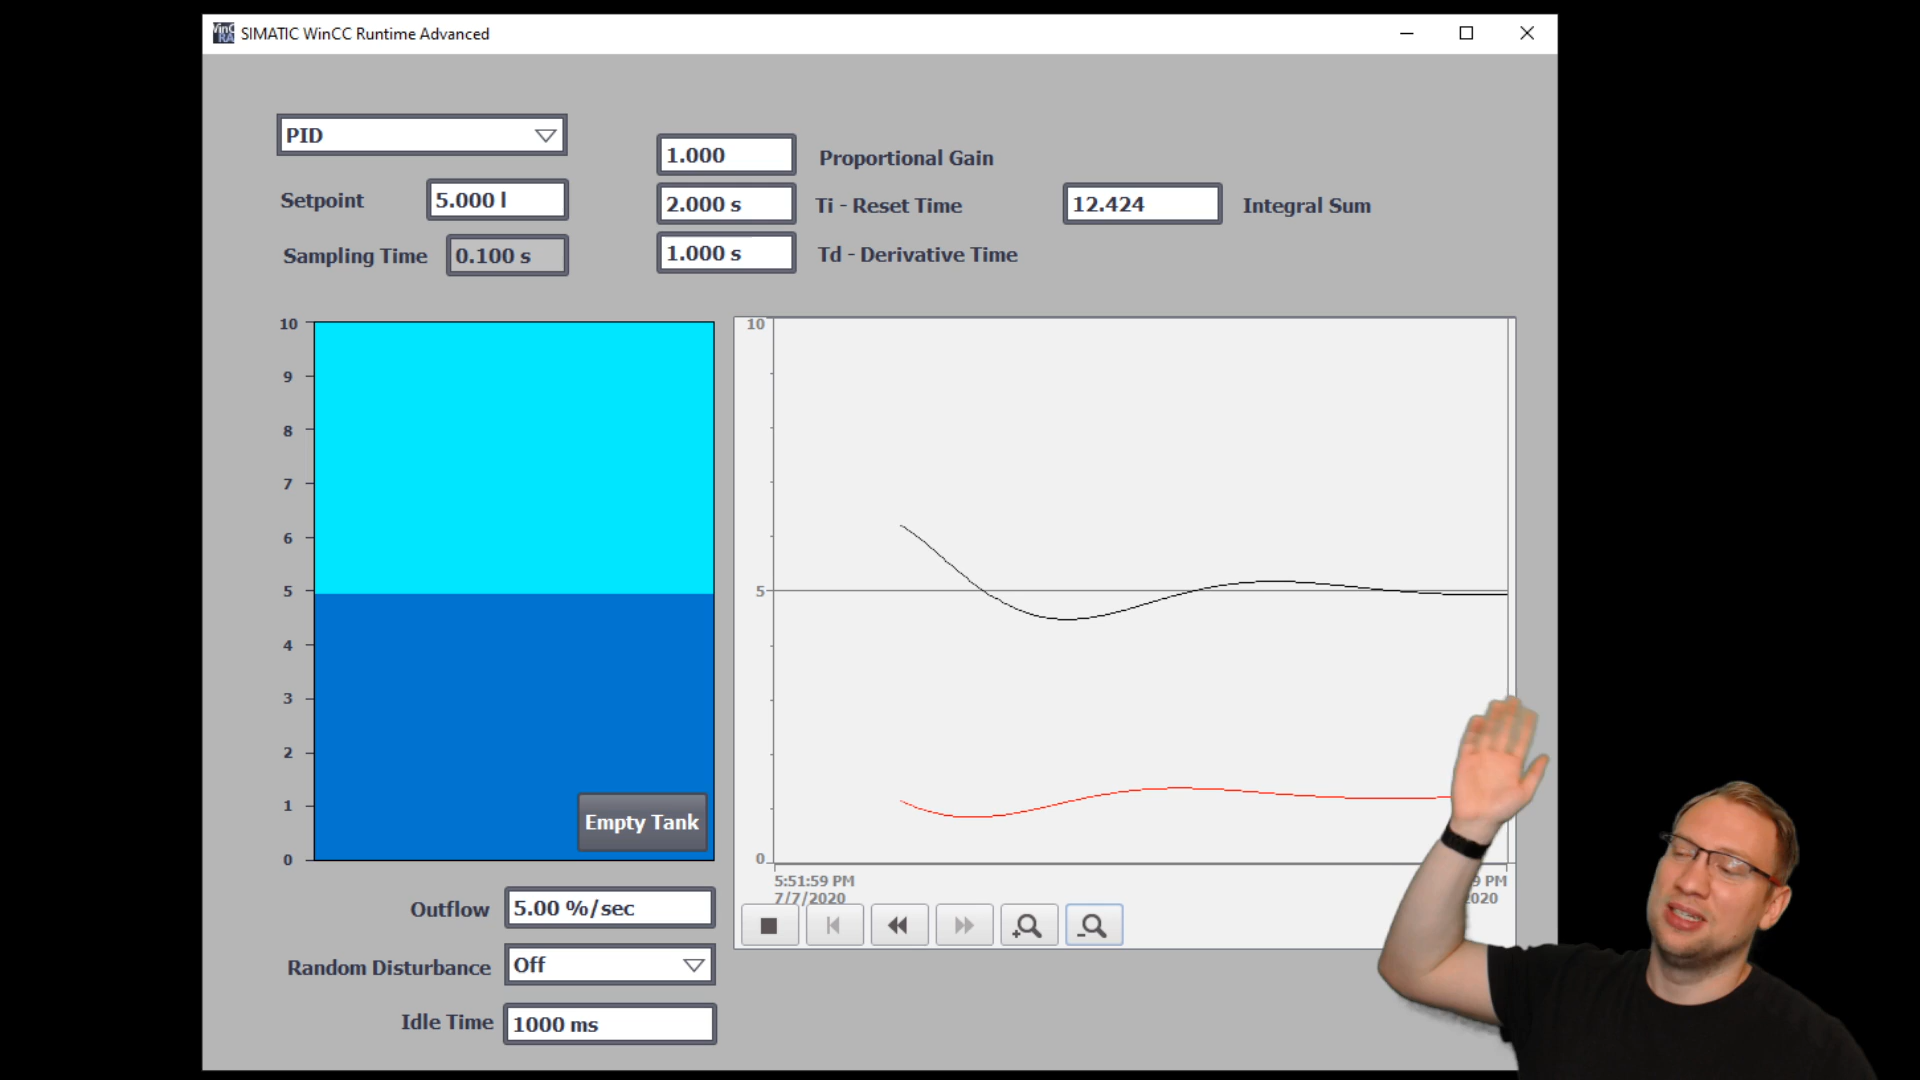 SIMATIC WinCC Runtime Advanced
PID
Setpoint 5.000 l
Sampling Time 0.100 s
1.000 Proportional Gain
2.000 s Ti - Reset Time
1.000 s Td - Derivative Time
12.424 Integral Sum
10
9
8
7
6
5
4
3
2
1
0
Empty Tank
10
5
0
5:51:59 PM
7/7/2020
9 PM
2020
Outflow 5.00 %/sec
Random Disturbance Off
Idle Time 1000 ms